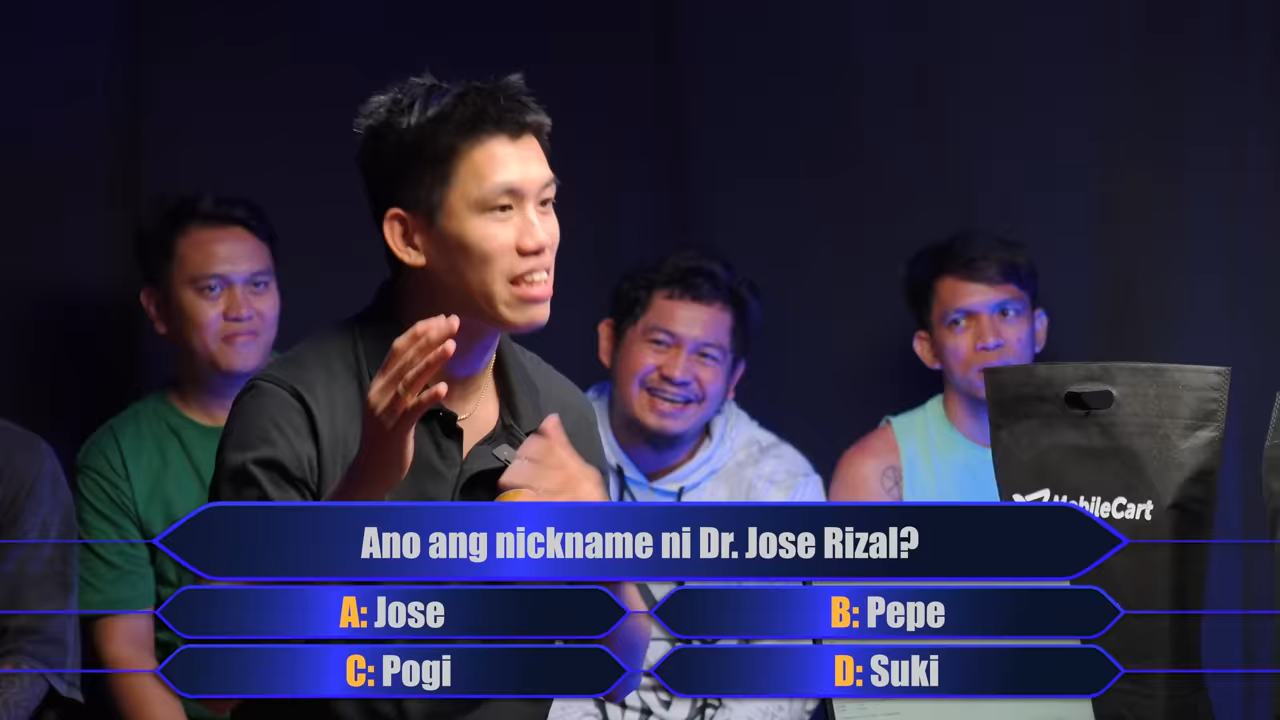 MobileCart
Ano ang nickname ni Dr. Jose Rizal?
A: Jose
B: Pepe
C: Pogi
D: Suki